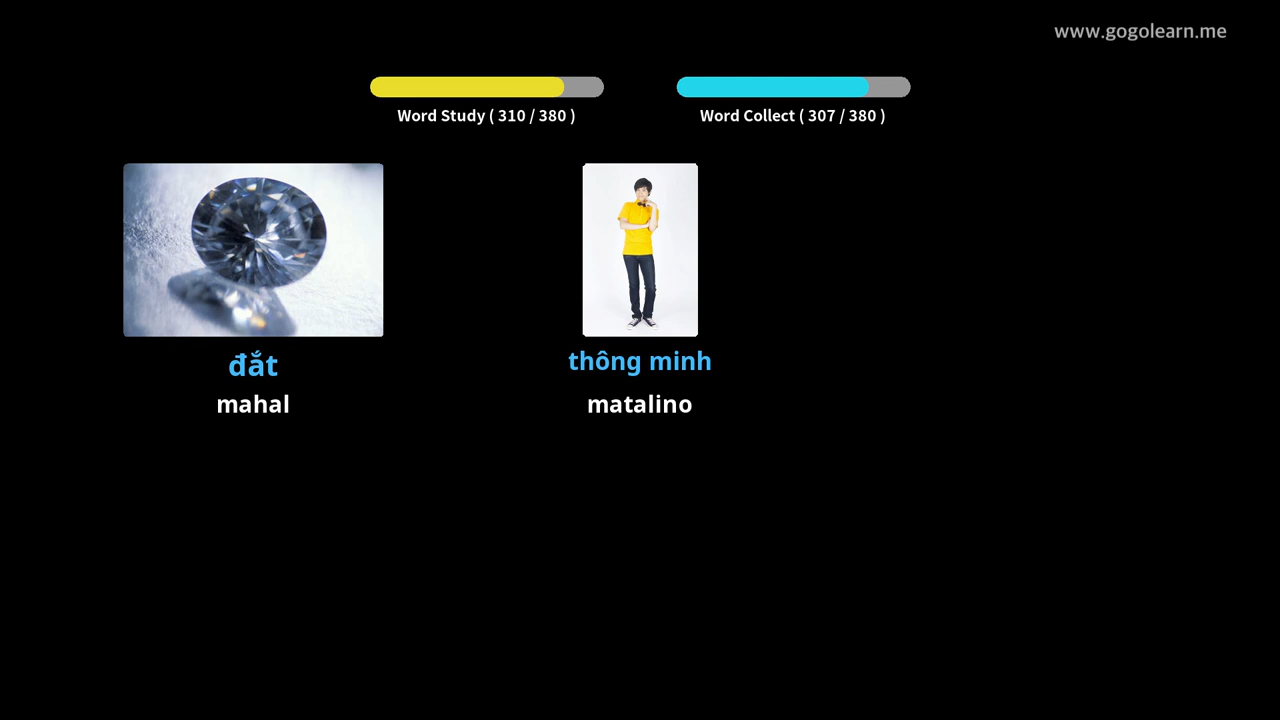 www.gogolearn.me
Word Study ( 310 / 380 )
Word Collect ( 307 / 380 )
đắt
mahal
thông minh
matalino